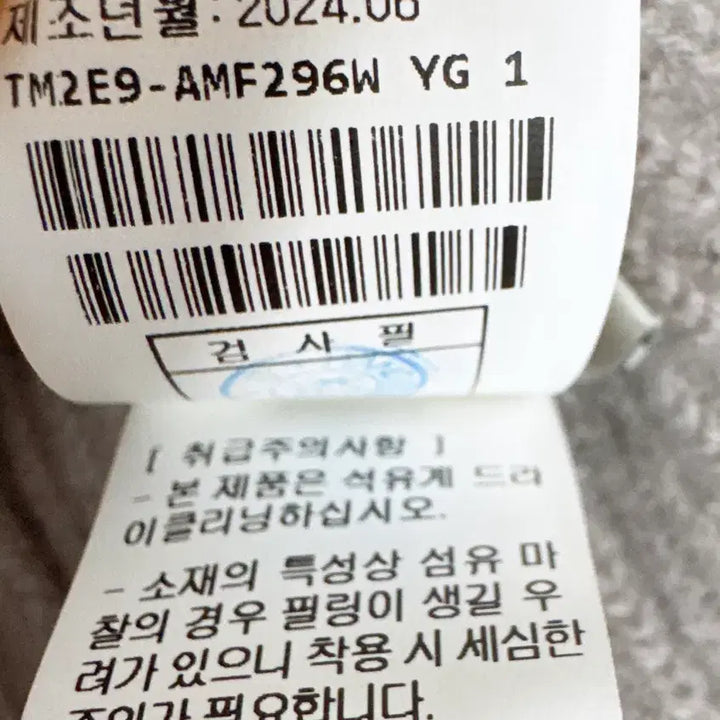 제조년월: 2024.06
TM2E9-AMF296W YG 1
검 사 필
[ 취급주의사항 ]
- 본 제품은 석유계 드라
이클리닝하십시오.
- 소재의 특성상 섬유 마
찰의 경우 필링이 생길 우
려가 있으니 착용 시 세심한
주의가 필요합니다.